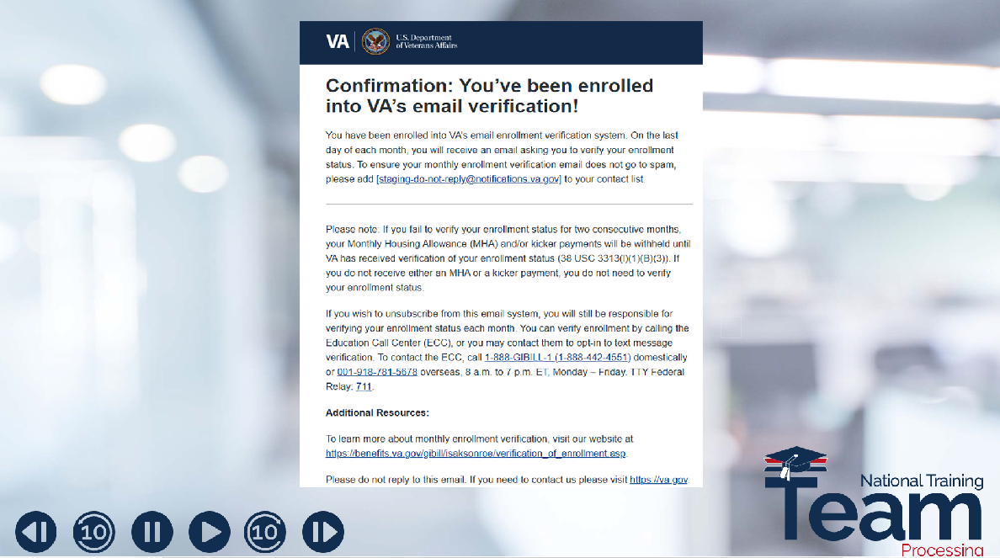 VA
U.S. Department
of Veterans Affairs
Confirmation: You've been enrolled
into VA's email verification!
You have been enrolled into VA's email enrollment verification system. On the last
day of each month, you will receive an email asking you to verify your enrollment
status. To ensure your monthly enrollment verification email does not go to spam,
please add [staging-do-not-reply@notifications.va.gov] to your contact list.
Please note: If you fail to verify your enrollment status for two consecutive months,
your Monthly Housing Allowance (MHA) and/or kicker payments will be withheld until
VA has received verification of your enrollment status (38 USC 3313(l)(1)(B)(3)). If
you do not receive either an MHA or a kicker payment, you do not need to verify
your enrollment status.
If you wish to unsubscribe from this email system, you will still be responsible for
verifying your enrollment status each month. You can verify enrollment by calling the
Education Call Center (ECC), or you may contact them to opt-in to text message
verification. To contact the ECC, call 1-888-GIBILL-1 (1-888-442-4551) domestically
or 001-918-781-5678 overseas, 8 a.m. to 7 p.m. ET, Monday – Friday. TTY Federal
Relay: 711.
Additional Resources:
To learn more about monthly enrollment verification, visit our website at
https://benefits.va.gov/gibill/isaksonroe/verification_of_enrollment.asp.
Please do not reply to this email. If you need to contact us please visit https://va.gov.
10
10
National Training
Team
Processing